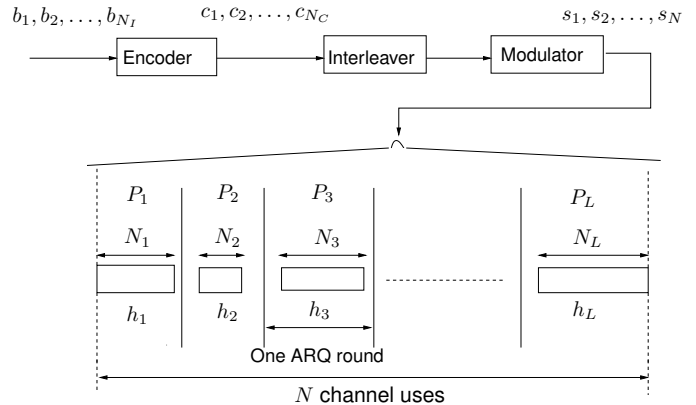 b_1, b_2, . . . , b_{N_I}
c_1, c_2, . . . , c_{N_C}
s_1, s_2, . . . , s_N
Encoder
Interleaver
Modulator
P_1
P_2
P_3
P_L
N_1
N_2
N_3
N_L
h_1
h_2
h_3
h_L
One ARQ round
N channel uses